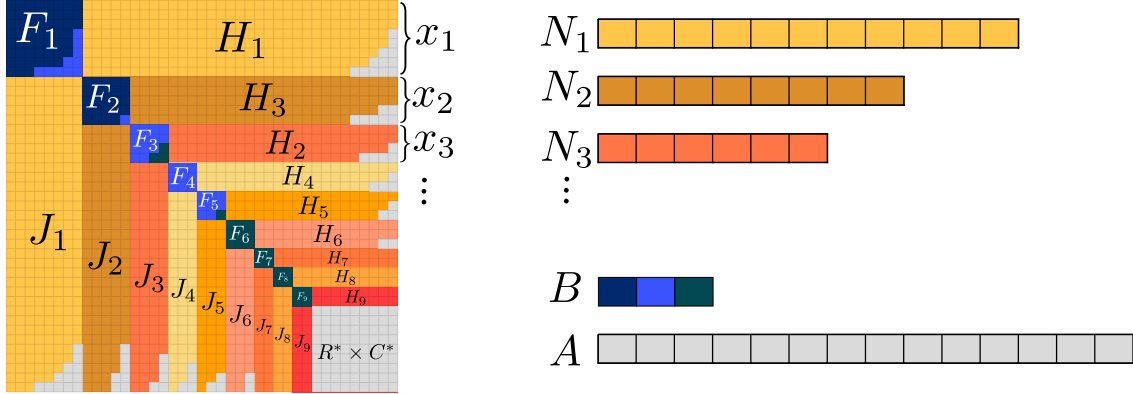 F₁ H₁ x₁ N₁
F₂ H₃ x₂ N₂
F₃ H₂ x₃ N₃
F₄ H₄ ⋮ ⋮
F₅ H₅
J₁ J₂ J₃ J₄ J₅ F₆ H₆
F₇ H₇
J₆ J₇ J₈ F₈ H₈ B
F₉ H₉
J₉ R* × C* A